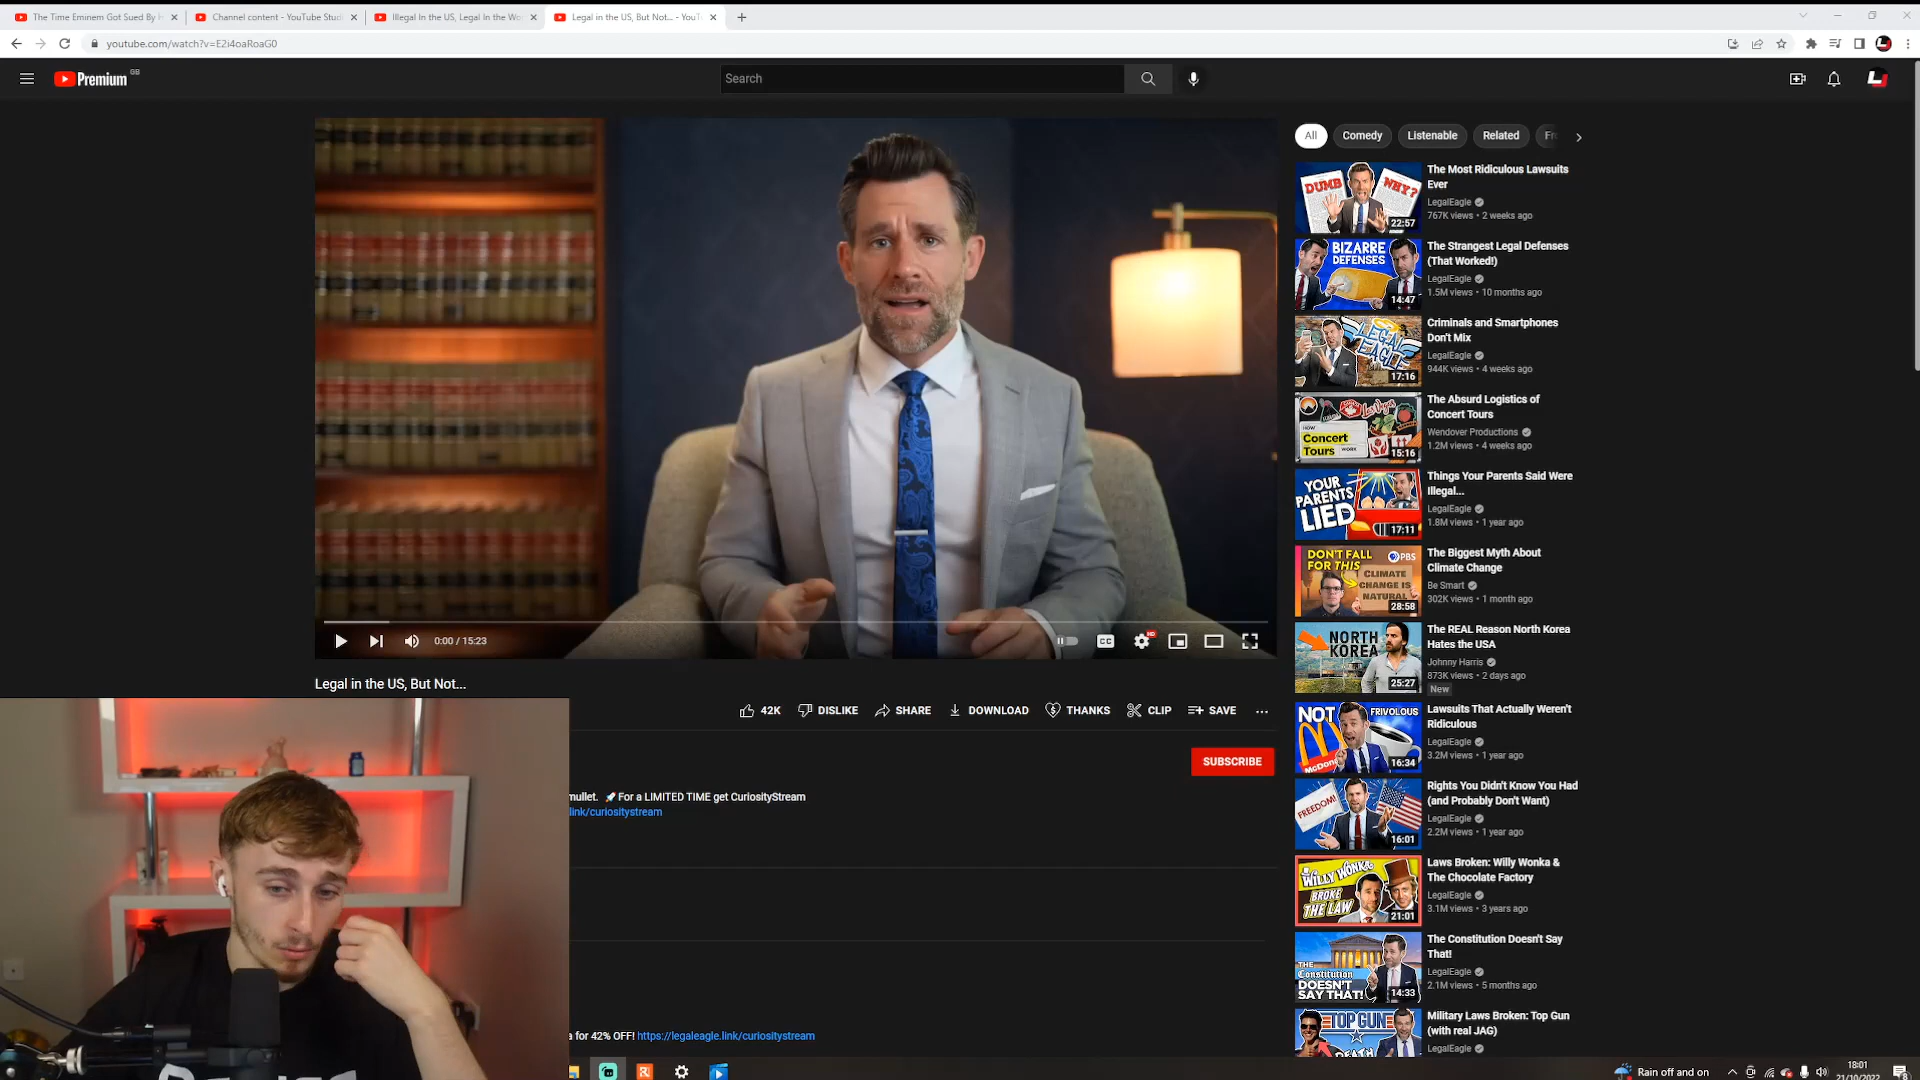 The Time Eminem Got Sued By H
Channel content - YouTube Stud
Illegal In the US, Legal In the Wo
Legal in the US, But Not... - YouT
youtube.com/watch?v=E2i4oaRoaG0
Premium GB
Search
All
Comedy
Listenable
Related
DUMB
WHY?
22:57
The Most Ridiculous Lawsuits
Ever
LegalEagle
767K views • 2 weeks ago
BIZARRE
DEFENSES
14:47
The Strangest Legal Defenses
(That Worked!)
LegalEagle
1.5M views • 10 months ago
LEGAL
EAGLE
17:16
Criminals and Smartphones
Don't Mix
LegalEagle
944K views • 4 weeks ago
HOW
Concert
Tours
WORK
15:16
The Absurd Logistics of
Concert Tours
Wendover Productions
1.2M views • 4 weeks ago
YOUR
PARENTS
LIED
17:11
Things Your Parents Said Were
Illegal...
LegalEagle
1.8M views • 1 year ago
DON'T FALL
FOR THIS
PBS
CLIMATE
CHANGE IS
NATURAL
28:58
The Biggest Myth About
Climate Change
Be Smart
302K views • 1 month ago
NORTH
KOREA
25:27
The REAL Reason North Korea
Hates the USA
Johnny Harris
873K views • 2 days ago
New
NOT
FRIVOLOUS
McDon
16:34
Lawsuits That Actually Weren't
Ridiculous
LegalEagle
3.2M views • 1 year ago
FREEDOM!
16:01
Rights You Didn't Know You Had
(and Probably Don't Want)
LegalEagle
2.2M views • 1 year ago
WILLY WONKA
BROKE
THE LAW
21:01
Laws Broken: Willy Wonka &
The Chocolate Factory
LegalEagle
3.1M views • 3 years ago
THE
Constitution
DOESN'T
SAY THAT!
14:33
The Constitution Doesn't Say
That!
LegalEagle
2.1M views • 5 months ago
TOP GUN
DEATH
Military Laws Broken: Top Gun
(with real JAG)
LegalEagle
0:00 / 15:23
CC
HD
Legal in the US, But Not...
42K
DISLIKE
SHARE
DOWNLOAD
THANKS
CLIP
SAVE
SUBSCRIBE
mullet. 🚀 For a LIMITED TIME get CuriosityStream
link/curiositystream
a for 42% OFF! https://legaleagle.link/curiositystream
Rain off and on
18:01
21/10/2022